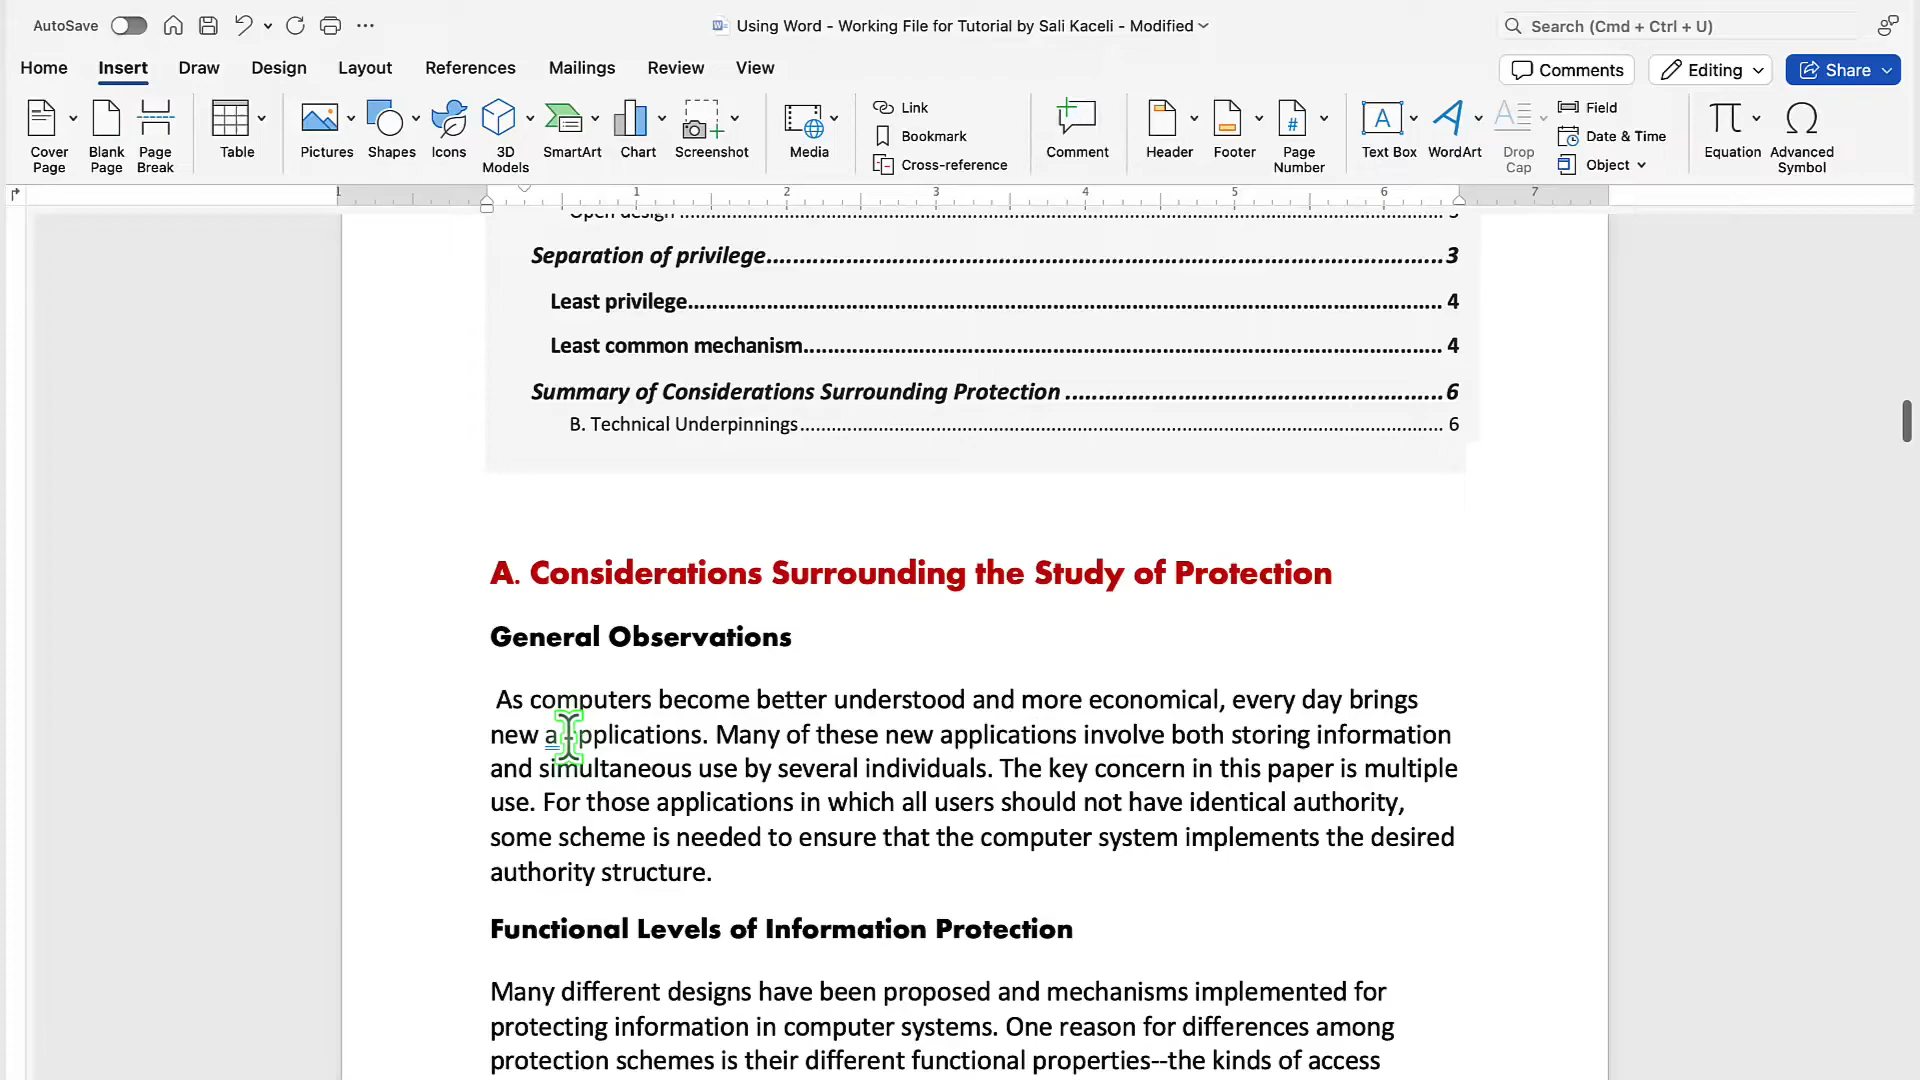 AutoSave
Using Word - Working File for Tutorial by Sali Kaceli - Modified
Search (Cmd + Ctrl + U)
Home Insert Draw Design Layout References Mailings Review View
Comments Editing Share
Cover Page
Blank Page
Page Break
Table
Pictures
Shapes
Icons
3D Models
SmartArt
Chart
Screenshot
Media
Link
Bookmark
Cross-reference
Comment
Header
Footer
Page Number
Text Box
WordArt
Drop Cap
Field
Date & Time
Object
Equation
Advanced Symbol
1 1 2 3 4 5 6 7
Open design
Separation of privilege 3
Least privilege 4
Least common mechanism 4
Summary of Considerations Surrounding Protection 6
B. Technical Underpinnings 6
A. Considerations Surrounding the Study of Protection
General Observations
As computers become better understood and more economical, every day brings
new applications. Many of these new applications involve both storing information
and simultaneous use by several individuals. The key concern in this paper is multiple
use. For those applications in which all users should not have identical authority,
some scheme is needed to ensure that the computer system implements the desired
authority structure.
Functional Levels of Information Protection
Many different designs have been proposed and mechanisms implemented for
protecting information in computer systems. One reason for differences among
protection schemes is their different functional properties--the kinds of access